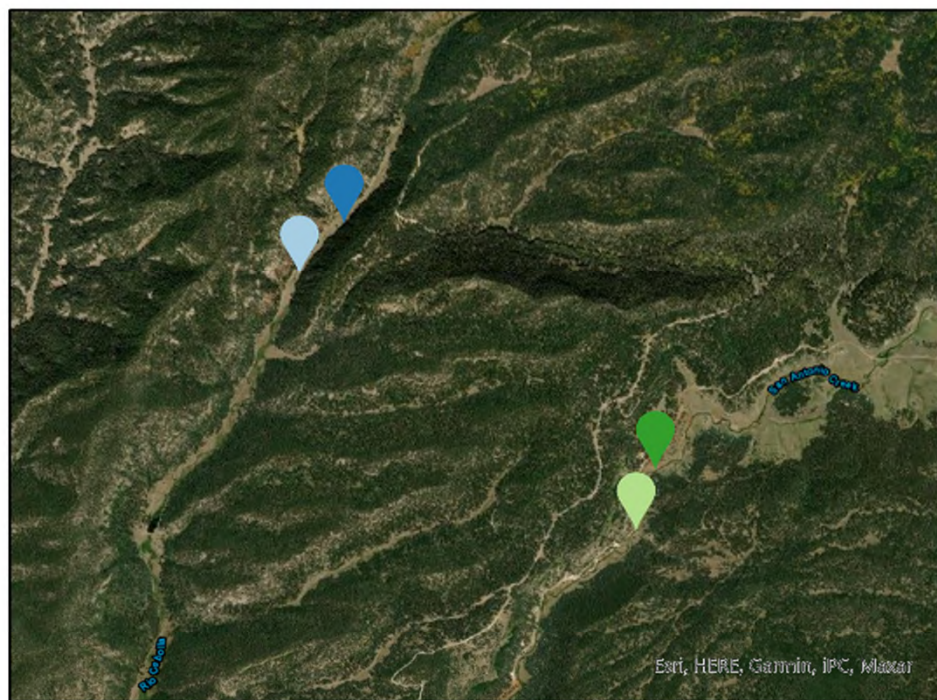 San Antonio Creek
Rio Cebolla
Esri, HERE, Garmin, iPC, Maxar